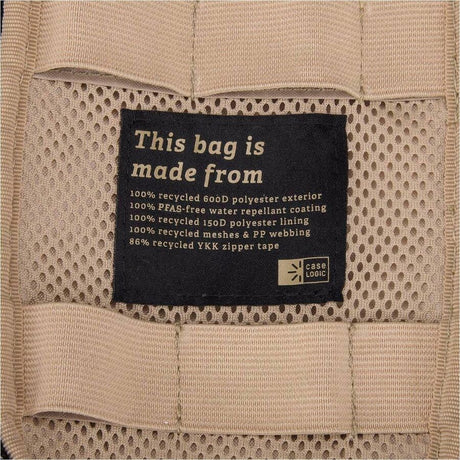 This bag is
made from
100% recycled 600D polyester exterior
100% PFAS-free water repellant coating
100% recycled 150D polyester lining
100% recycled meshes & PP webbing
86% recycled YKK zipper tape
case
LOGIC